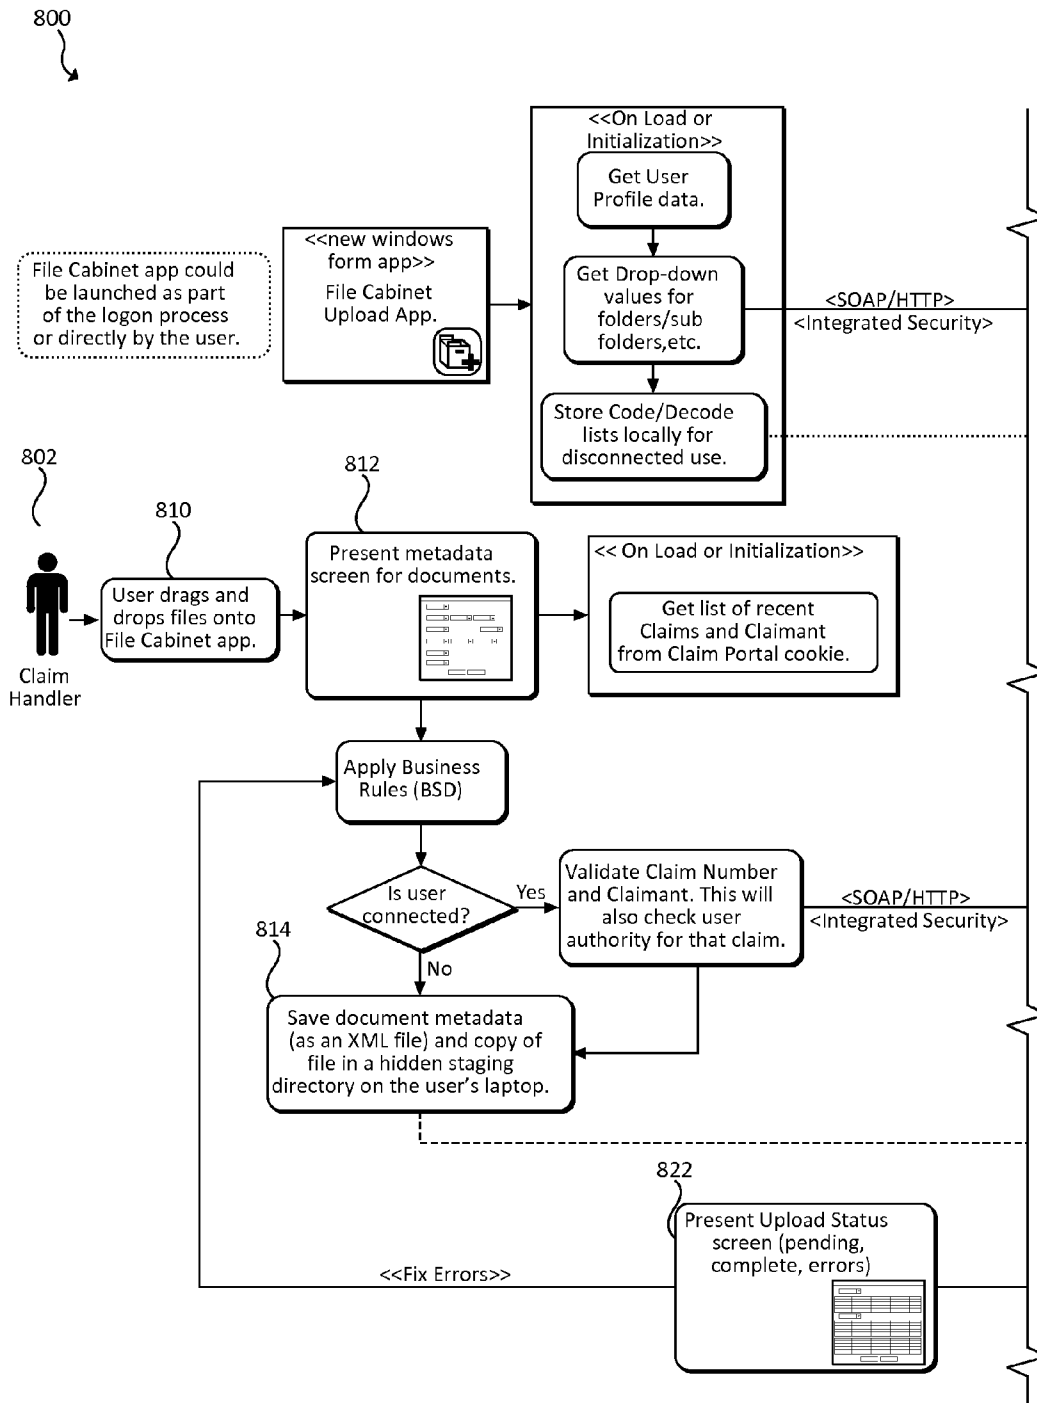 800
<<On Load or
Initialization>>
Get User
Profile data.
<<new windows
form app>>
File Cabinet
Upload App.
File Cabinet app could
be launched as part
of the logon process
or directly by the user.
Get Drop-down
values for
folders/sub
folders,etc.
<SOAP/HTTP>
<Integrated Security>
Store Code/Decode
lists locally for
disconnected use.
802
Claim
Handler
810
User drags and
drops files onto
File Cabinet app.
812
Present metadata
screen for documents.
<< On Load or Initialization>>
Get list of recent
Claims and Claimant
from Claim Portal cookie.
Apply Business
Rules (BSD)
Is user
connected?
Yes
No
Validate Claim Number
and Claimant. This will
also check user
authority for that claim.
<SOAP/HTTP>
<Integrated Security>
814
Save document metadata
(as an XML file) and copy of
file in a hidden staging
directory on the user's laptop.
822
Present Upload Status
screen (pending,
complete, errors)
<<Fix Errors>>